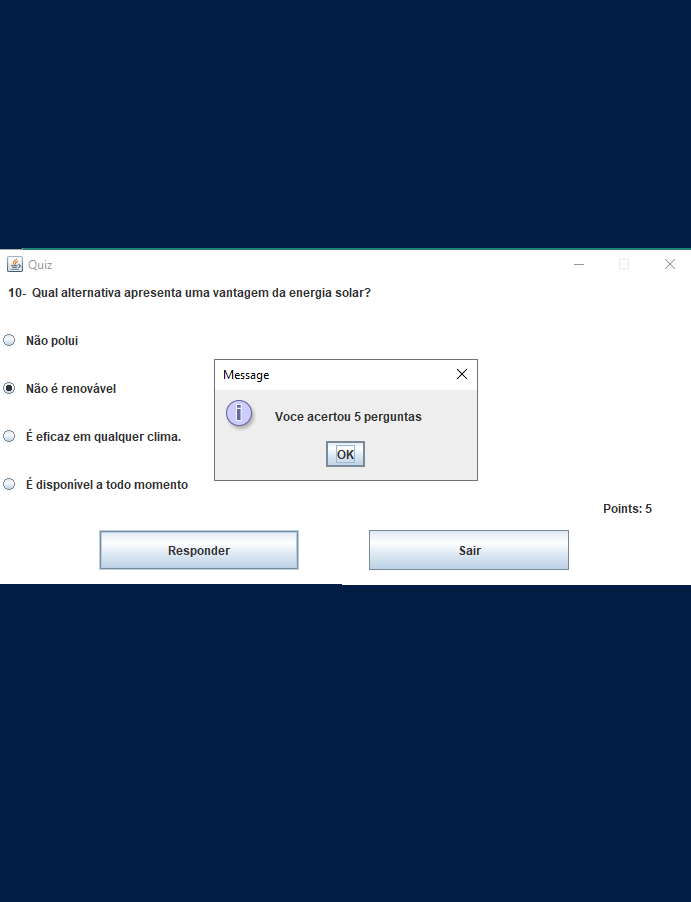 Quiz
10- Qual alternativa apresenta uma vantagem da energia solar?
Não polui
Não é renovável
É eficaz em qualquer clima.
É disponível a todo momento
Message
Voce acertou 5 perguntas
OK
Points: 5
Responder
Sair